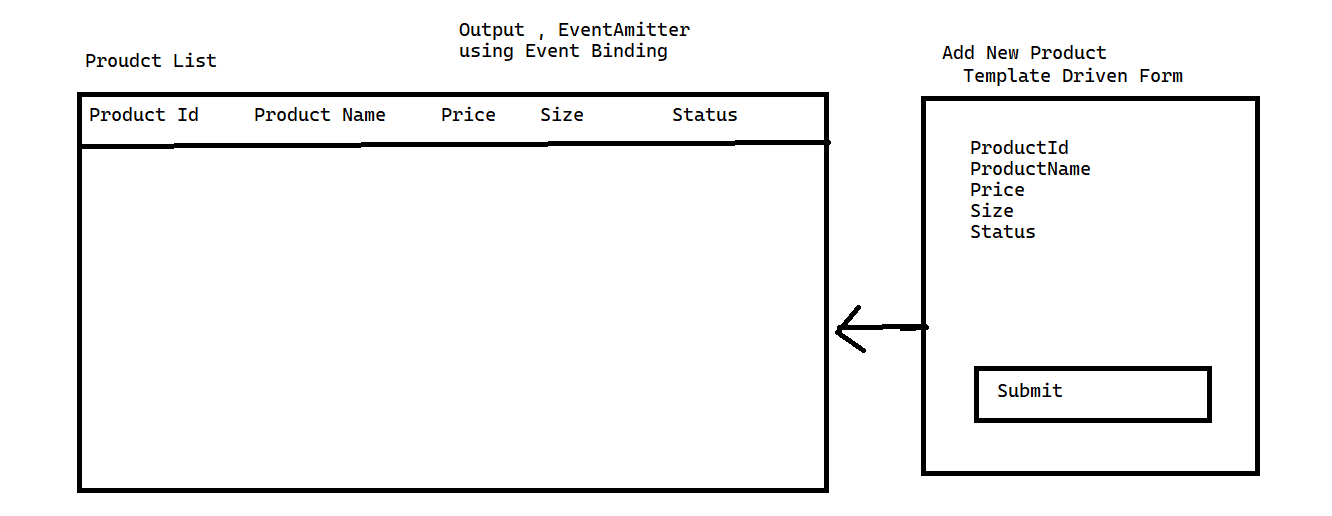 Output , EventAmitter
using Event Binding
Proudct List
Product Id Product Name Price Size Status
Add New Product
Template Driven Form
ProductId
ProductName
Price
Size
Status
Submit